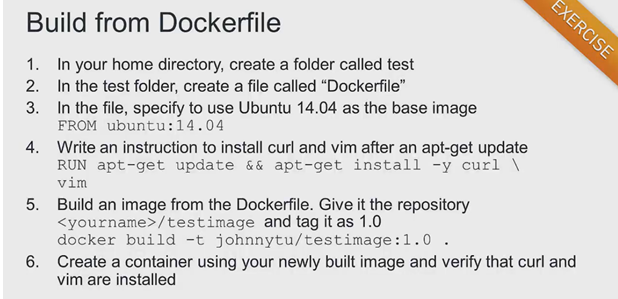 Build from Dockerfile
EXERCISE
1. In your home directory, create a folder called test
2. In the test folder, create a file called “Dockerfile”
3. In the file, specify to use Ubuntu 14.04 as the base image
FROM ubuntu:14.04
4. Write an instruction to install curl and vim after an apt-get update
RUN apt-get update && apt-get install -y curl \
vim
5. Build an image from the Dockerfile. Give it the repository
<yourname>/testimage and tag it as 1.0
docker build -t johnnytu/testimage:1.0 .
6. Create a container using your newly built image and verify that curl and
vim are installed